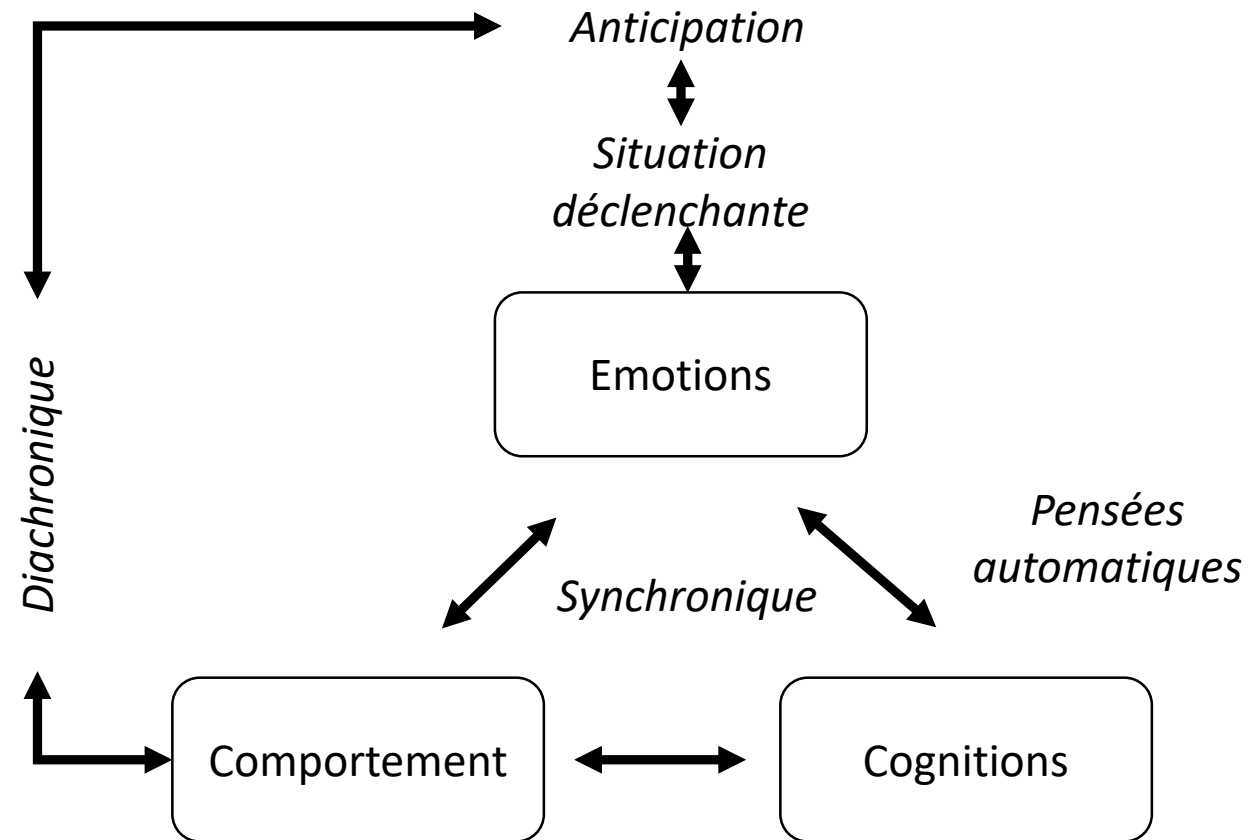 Anticipation
Situation
déclenchante
Emotions
Diachronique
Pensées
automatiques
Synchronique
Comportement
Cognitions